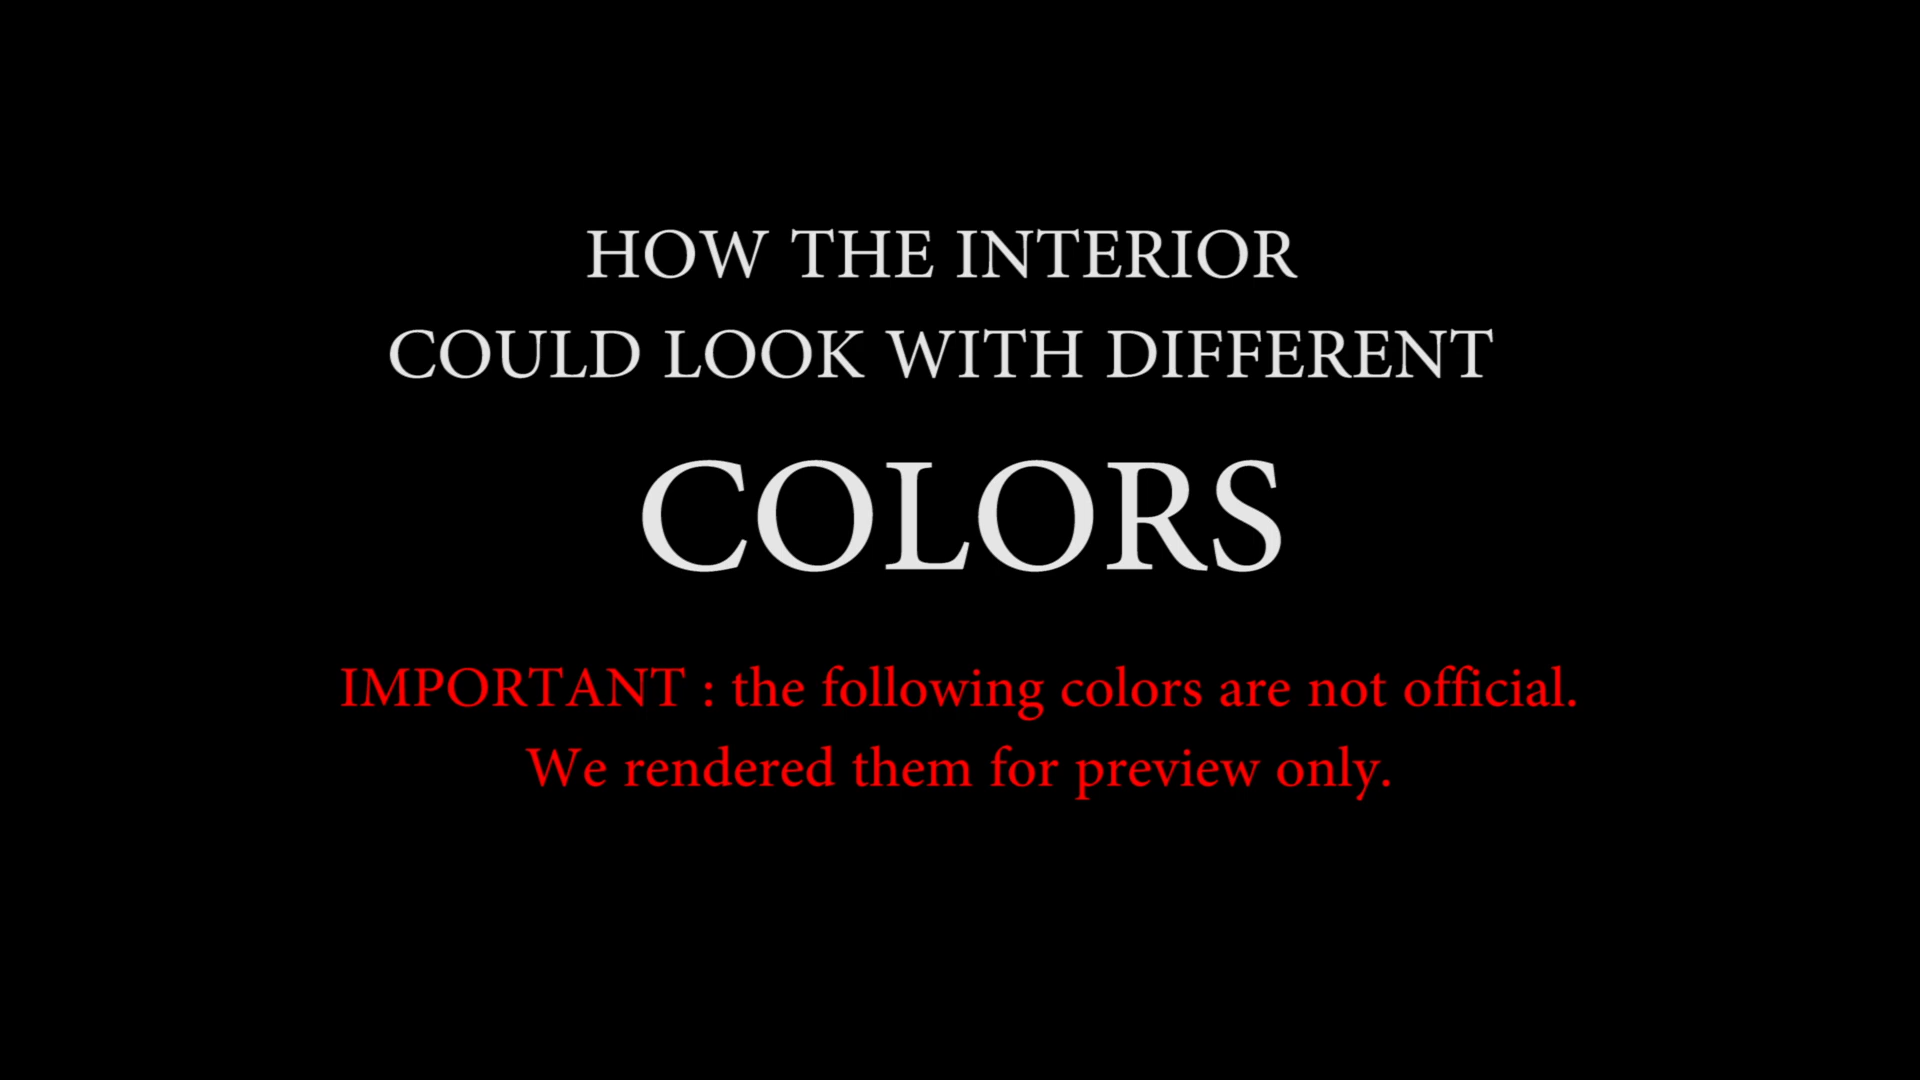 HOW THE INTERIOR
COULD LOOK WITH DIFFERENT
COLORS
IMPORTANT : the following colors are not official.
We rendered them for preview only.